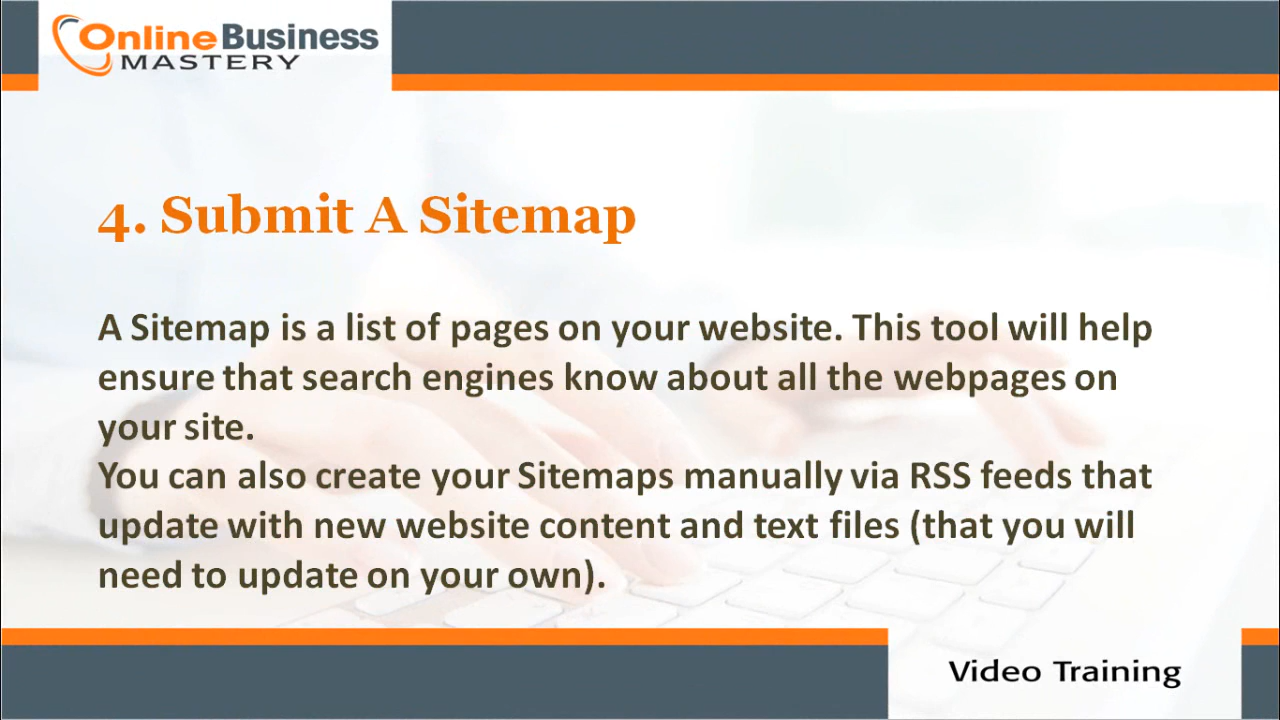 Online Business
MASTERY
4. Submit A Sitemap
A Sitemap is a list of pages on your website. This tool will help
ensure that search engines know about all the webpages on
your site.
You can also create your Sitemaps manually via RSS feeds that
update with new website content and text files (that you will
need to update on your own).
Video Training